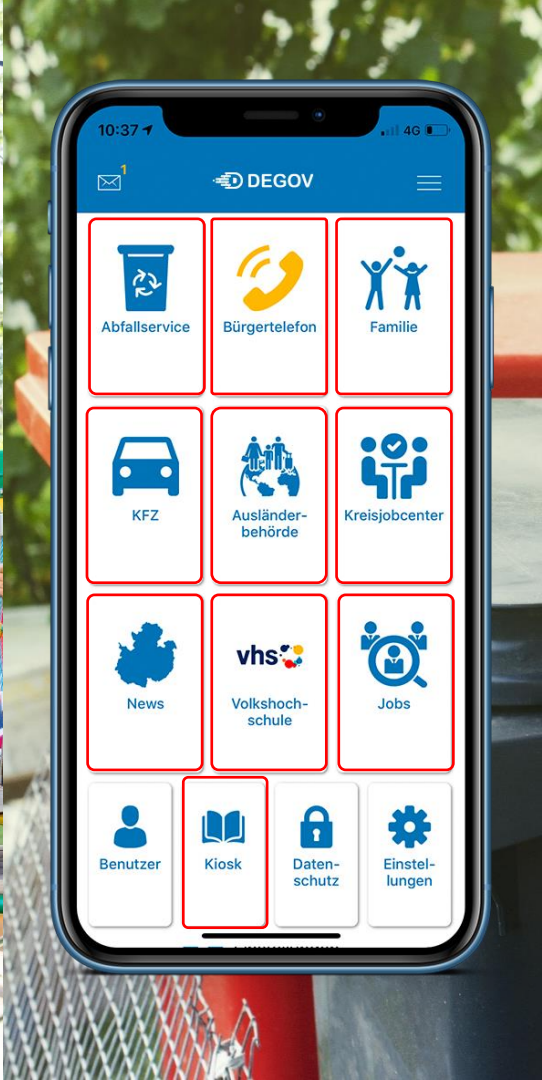 10:37
4G
1
DEGOV
Abfallservice
Bürgertelefon
Familie
KFZ
Ausländer-
behörde
Kreisjobcenter
News
vhs
Volkshoch-
schule
Jobs
Benutzer
Kiosk
Daten-
schutz
Einstel-
lungen